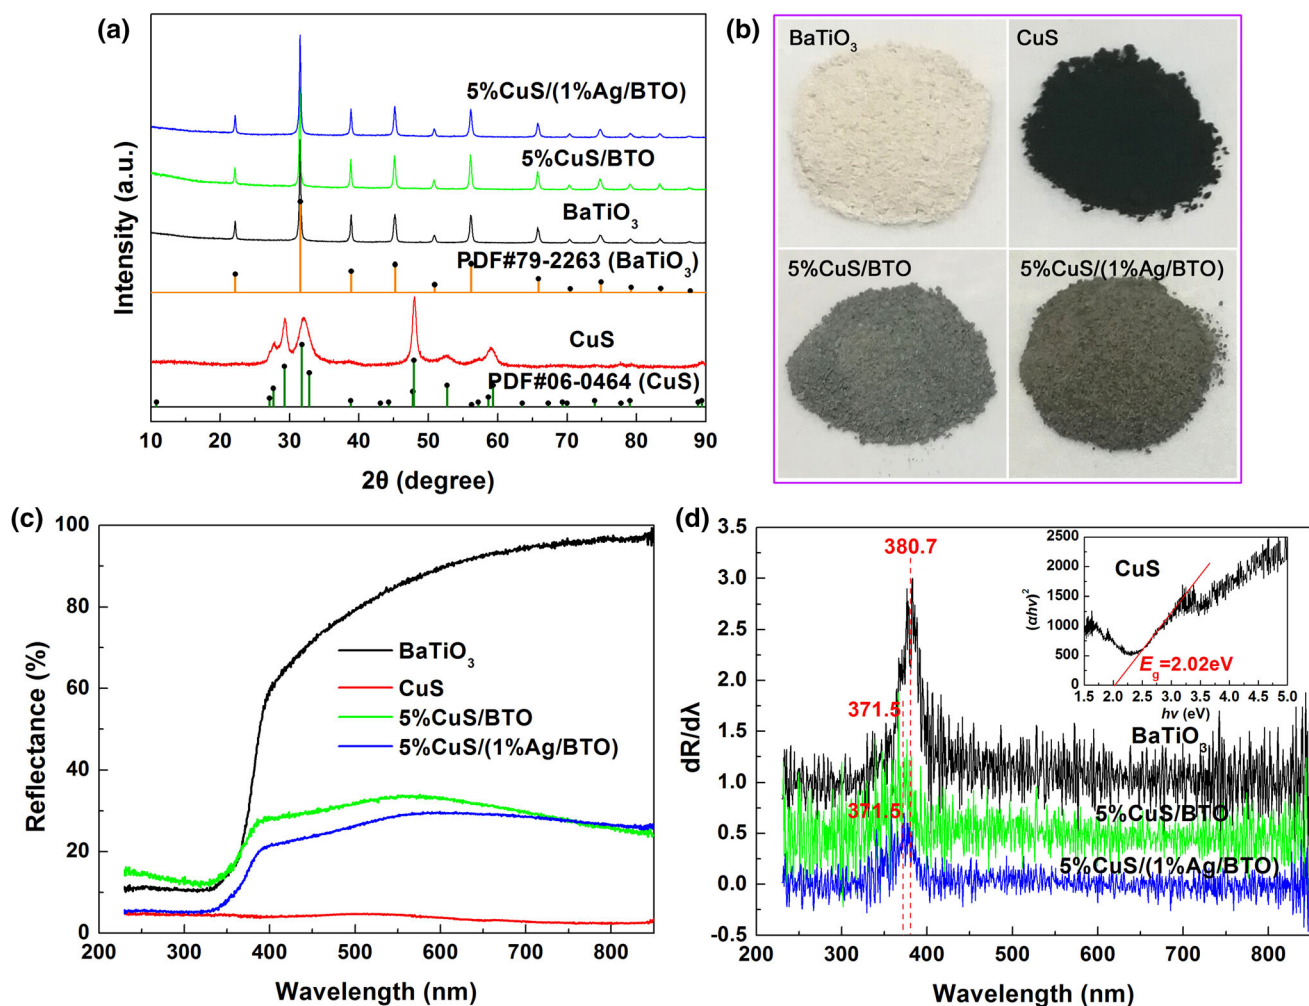 (a)
5%CuS/(1%Ag/BTO)
5%CuS/BTO
BaTiO₃
PDF#79-2263 (BaTiO₃)
CuS
PDF#06-0464 (CuS)
Intensity (a.u.)
10 20 30 40 50 60 70 80 90
2θ (degree)
(b)
BaTiO₃
CuS
5%CuS/BTO
5%CuS/(1%Ag/BTO)
(c)
100
80
60
40
20
0
Reflectance (%)
BaTiO₃
CuS
5%CuS/BTO
5%CuS/(1%Ag/BTO)
200 300 400 500 600 700 800
Wavelength (nm)
(d)
3.5
3.0
2.5
2.0
1.5
1.0
0.5
0.0
-0.5
dR/dλ
380.7
371.5
371.5
2500
2000
1500
1000
500
0
(αhν)²
CuS
Eg=2.02eV
1.5 2.0 2.5 3.0 3.5 4.0 4.5 5.0
hν (eV)
BaTiO₃
5%CuS/BTO
5%CuS/(1%Ag/BTO)
200 300 400 500 600 700 800
Wavelength (nm)